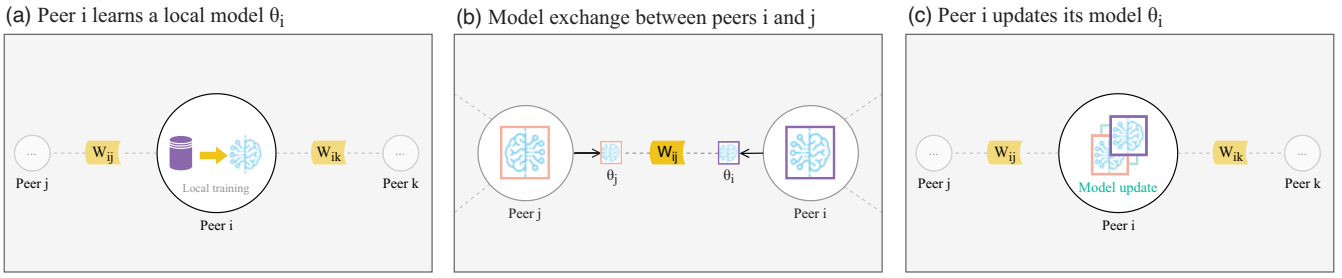 (a) Peer i learns a local model θi
...
Wij
Wik
...
Peer j
Local training
Peer k
Peer i
(b) Model exchange between peers i and j
Wij
θj
θi
Peer j
Peer i
(c) Peer i updates its model θi
...
Wij
Wik
...
Peer j
Model update
Peer k
Peer i